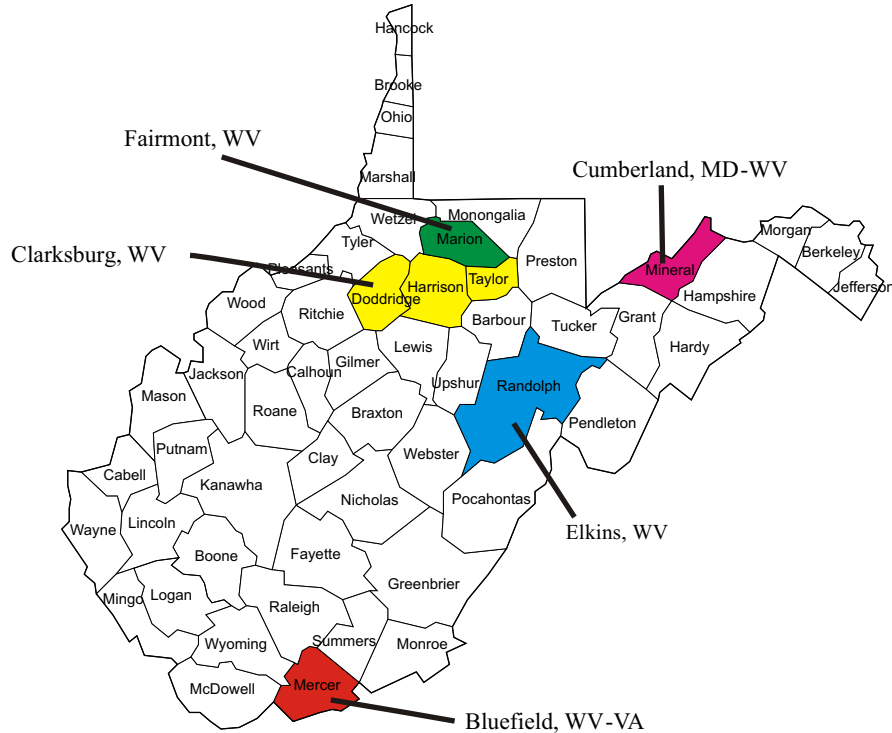 Hancock
Brooke
Ohio
Fairmont, WV
Marshall
Cumberland, MD-WV
Wetzel
Monongalia
Morgan
Tyler
Marion
Berkeley
Clarksburg, WV
Preston
Mineral
Pleasants
Harrison
Taylor
Jefferson
Doddridge
Hampshire
Wood
Ritchie
Barbour
Tucker
Grant
Wirt
Lewis
Hardy
Gilmer
Calhoun
Jackson
Upshur
Randolph
Mason
Roane
Braxton
Pendleton
Putnam
Webster
Clay
Cabell
Kanawha
Nicholas
Pocahontas
Lincoln
Wayne
Elkins, WV
Boone
Fayette
Greenbrier
Mingo
Logan
Raleigh
Wyoming
Summers
Monroe
McDowell
Mercer
Bluefield, WV-VA